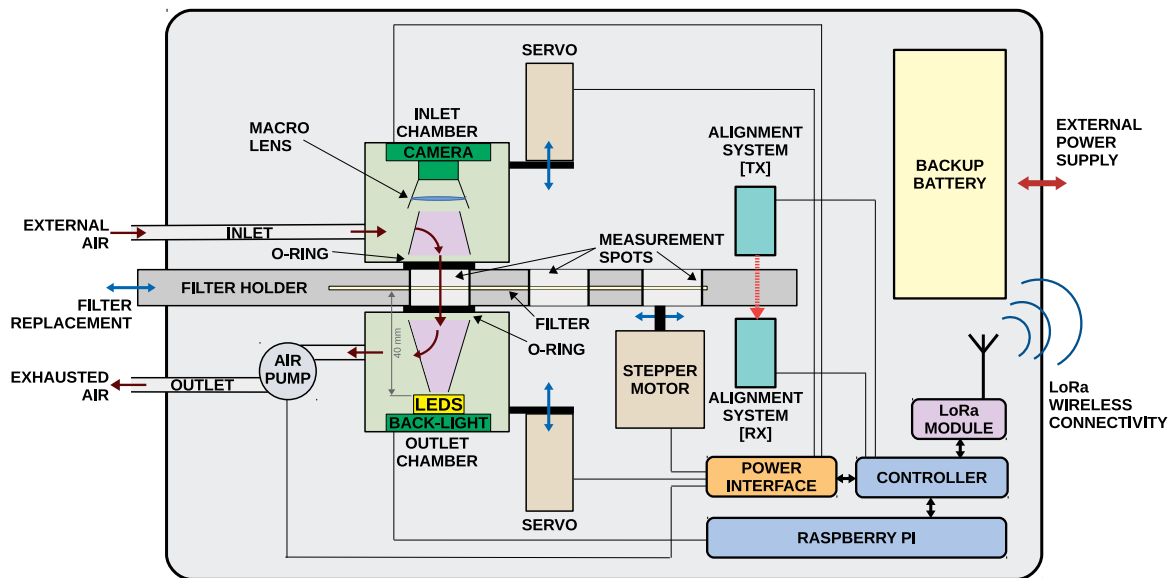 SERVO
INLET
CHAMBER
MACRO
LENS
CAMERA
ALIGNMENT
SYSTEM
[TX]
BACKUP
BATTERY
EXTERNAL
POWER
SUPPLY
EXTERNAL
AIR
INLET
O-RING
MEASUREMENT
SPOTS
FILTER HOLDER
FILTER
REPLACEMENT
FILTER
O-RING
40 mm
AIR
PUMP
STEPPER
MOTOR
EXHAUSTED
AIR
OUTLET
LEDS
BACK-LIGHT
OUTLET
CHAMBER
ALIGNMENT
SYSTEM
[RX]
LoRa
WIRELESS
CONNECTIVITY
LoRa
MODULE
POWER
INTERFACE
CONTROLLER
SERVO
RASPBERRY PI